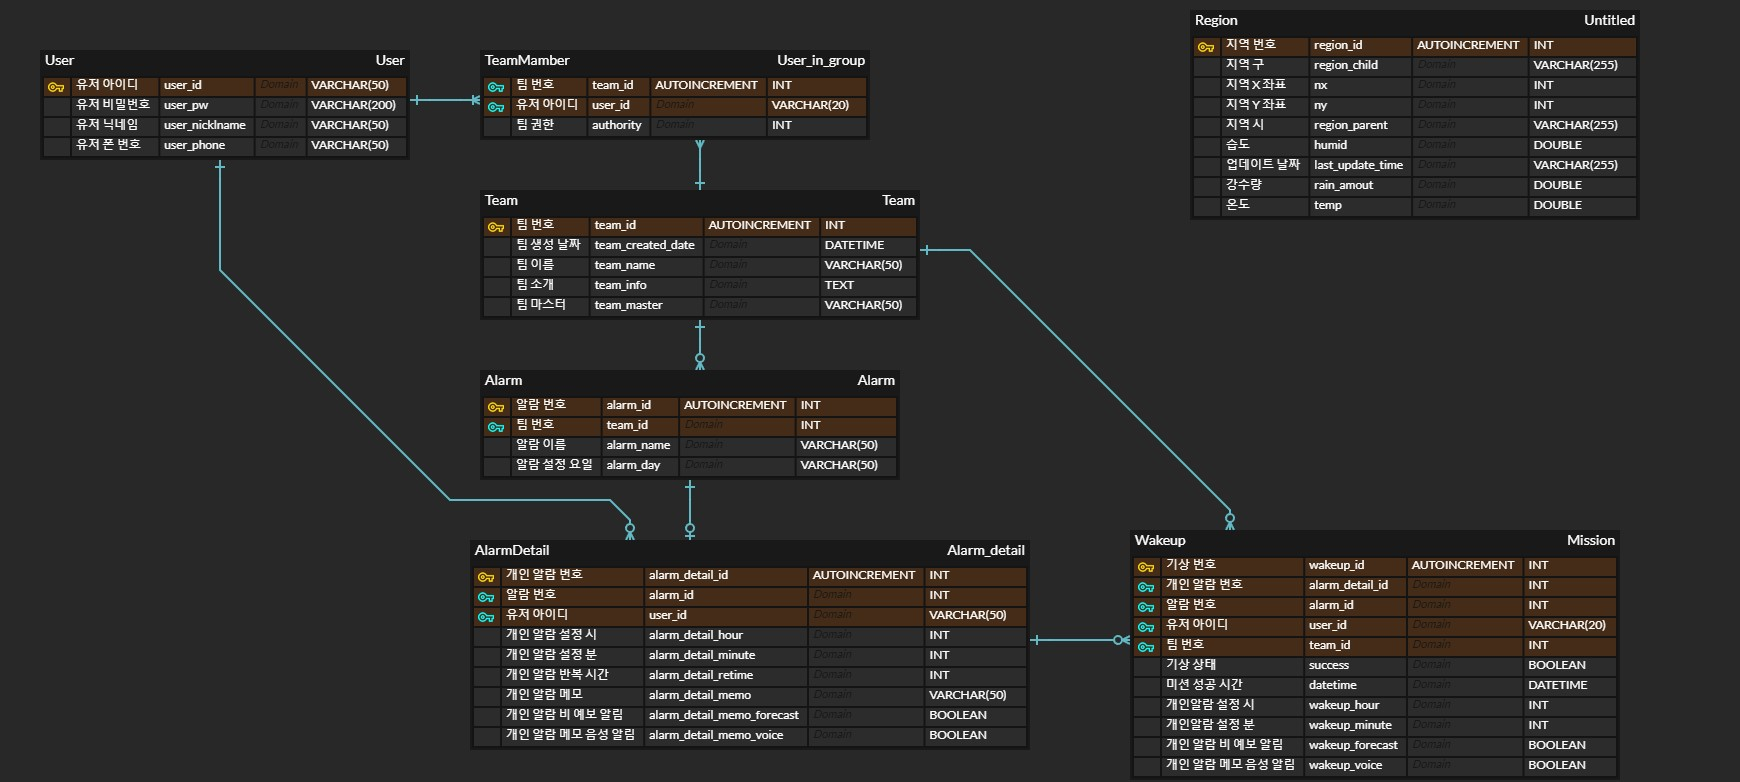 User User
유저 아이디 user_id Domain VARCHAR(50)
유저 비밀번호 user_pw Domain VARCHAR(200)
유저 닉네임 user_nickIname Domain VARCHAR(50)
유저 폰 번호 user_phone Domain VARCHAR(50)
TeamMamber User_in_group
팀 번호 team_id AUTOINCREMENT INT
유저 아이디 user_id Domain VARCHAR(20)
팀 권한 authority Domain INT
Region Untitled
지역 번호 region_id AUTOINCREMENT INT
지역 구 region_child Domain VARCHAR(255)
지역 X 좌표 nx Domain INT
지역 Y 좌표 ny Domain INT
지역 시 region_parent Domain VARCHAR(255)
습도 humid Domain DOUBLE
업데이트 날짜 last_update_time Domain VARCHAR(255)
강수량 rain_amout Domain DOUBLE
온도 temp Domain DOUBLE
Team Team
팀 번호 team_id AUTOINCREMENT INT
팀 생성 날짜 team_created_date Domain DATETIME
팀 이름 team_name Domain VARCHAR(50)
팀 소개 team_info Domain TEXT
팀 마스터 team_master Domain VARCHAR(50)
Alarm Alarm
알람 번호 alarm_id AUTOINCREMENT INT
팀 번호 team_id Domain INT
알람 이름 alarm_name Domain VARCHAR(50)
알람 설정 요일 alarm_day Domain VARCHAR(50)
AlarmDetail Alarm_detail
개인 알람 번호 alarm_detail_id AUTOINCREMENT INT
알람 번호 alarm_id Domain INT
유저 아이디 user_id Domain VARCHAR(50)
개인 알람 설정 시 alarm_detail_hour Domain INT
개인 알람 설정 분 alarm_detail_minute Domain INT
개인 알람 반복 시간 alarm_detail_retime Domain INT
개인 알람 메모 alarm_detail_memo Domain VARCHAR(50)
개인 알람 비 예보 알림 alarm_detail_memo_forecast Domain BOOLEAN
개인 알람 메모 음성 알림 alarm_detail_memo_voice Domain BOOLEAN
Wakeup Mission
기상 번호 wakeup_id AUTOINCREMENT INT
개인 알람 번호 alarm_detail_id Domain INT
알람 번호 alarm_id Domain INT
유저 아이디 user_id Domain VARCHAR(20)
팀 번호 team_id Domain INT
기상 상태 success Domain BOOLEAN
미션 성공 시간 datetime Domain DATETIME
개인알람 설정 시 wakeup_hour Domain INT
개인알람 설정 분 wakeup_minute Domain INT
개인 알람 비 예보 알림 wakeup_forecast Domain BOOLEAN
개인 알람 메모 음성 알림 wakeup_voice Domain BOOLEAN